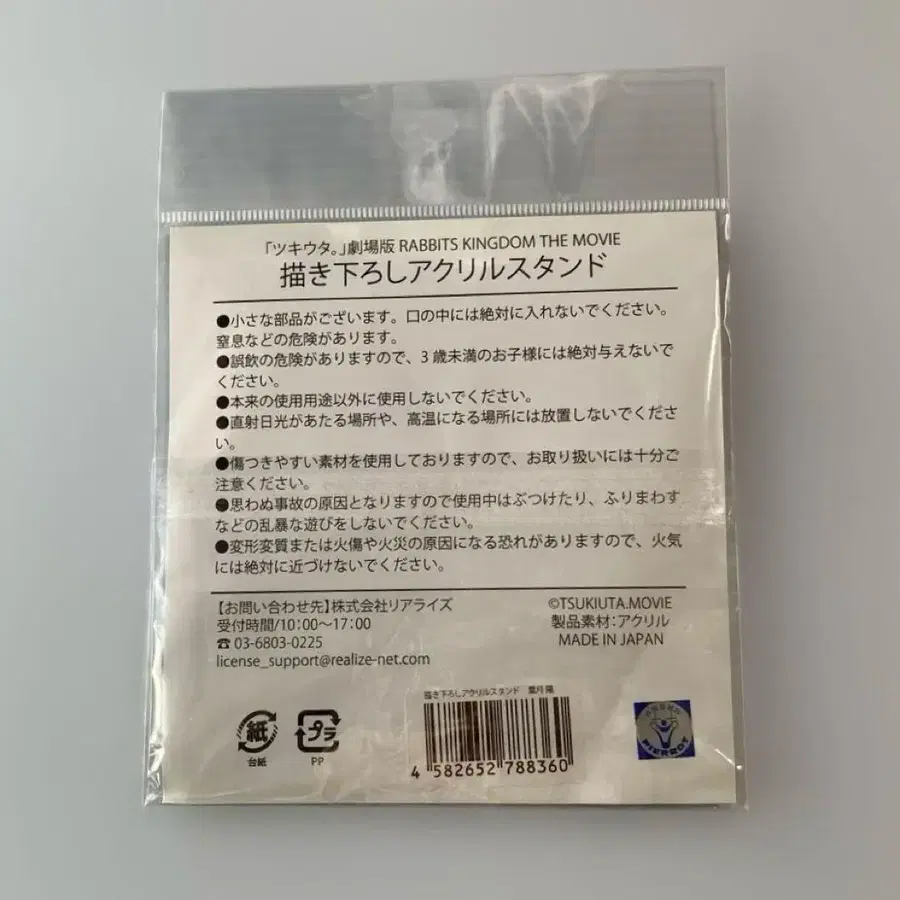 「ツキウタ。」劇場版 RABBITS KINGDOM THE MOVIE
描き下ろしアクリルスタンド
●小さな部品がございます。口の中には絶対に入れないでください。
窒息などの危険があります。
●誤飲の危険がありますので、3歳未満のお子様には絶対与えないで
ください。
●本来の使用用途以外に使用しないでください。
●直射日光があたる場所や、高温になる場所には放置しないでくださ
い。
●傷つきやすい素材を使用しておりますので、お取り扱いには十分ご
注意ください。
●思わぬ事故の原因となりますので使用中はぶつけたり、ふりまわす
などの乱暴な遊びをしないでください。
●変形変質または火傷や火災の原因になる恐れがありますので、火気
には絶対に近づけないでください。
【お問い合わせ先】株式会社リアライズ
受付時間/10:00〜17:00
☎ 03-6803-0225
license_support@realize-net.com
©TSUKIUTA.MOVIE
製品素材：アクリル
MADE IN JAPAN
紙
台紙
プラ
PP
描き下ろしアクリルスタンド 葉月 陽
4 582652 788360
PIERROT